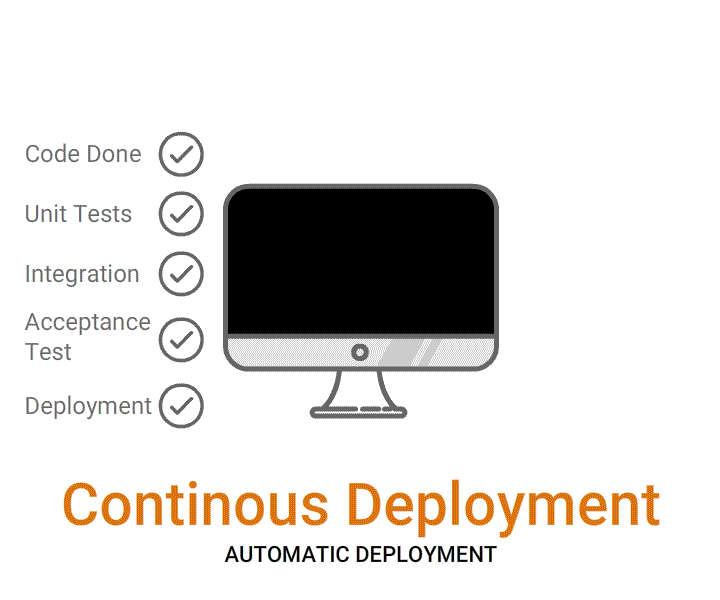 Code Done
Unit Tests
Integration
Acceptance
Test
Deployment
Continous Deployment
AUTOMATIC DEPLOYMENT